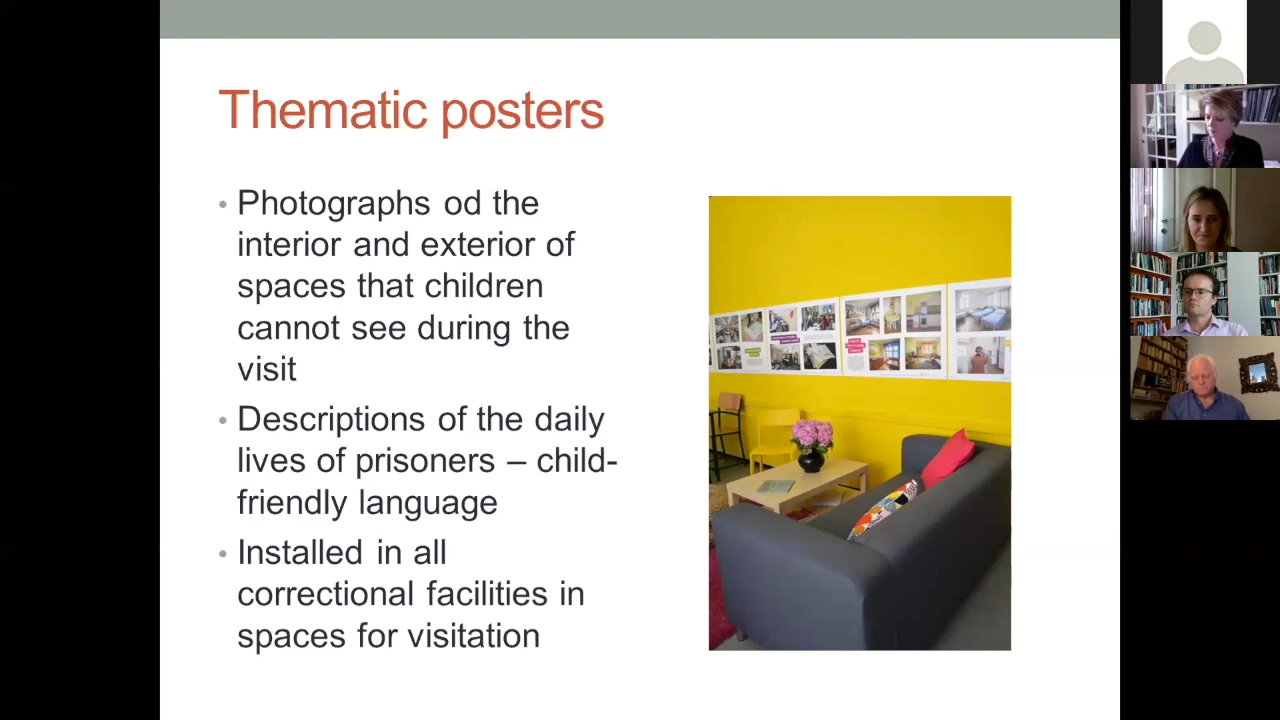 Thematic posters
• Photographs od the
interior and exterior of
spaces that children
cannot see during the
visit
• Descriptions of the daily
lives of prisoners – child-
friendly language
• Installed in all
correctional facilities in
spaces for visitation